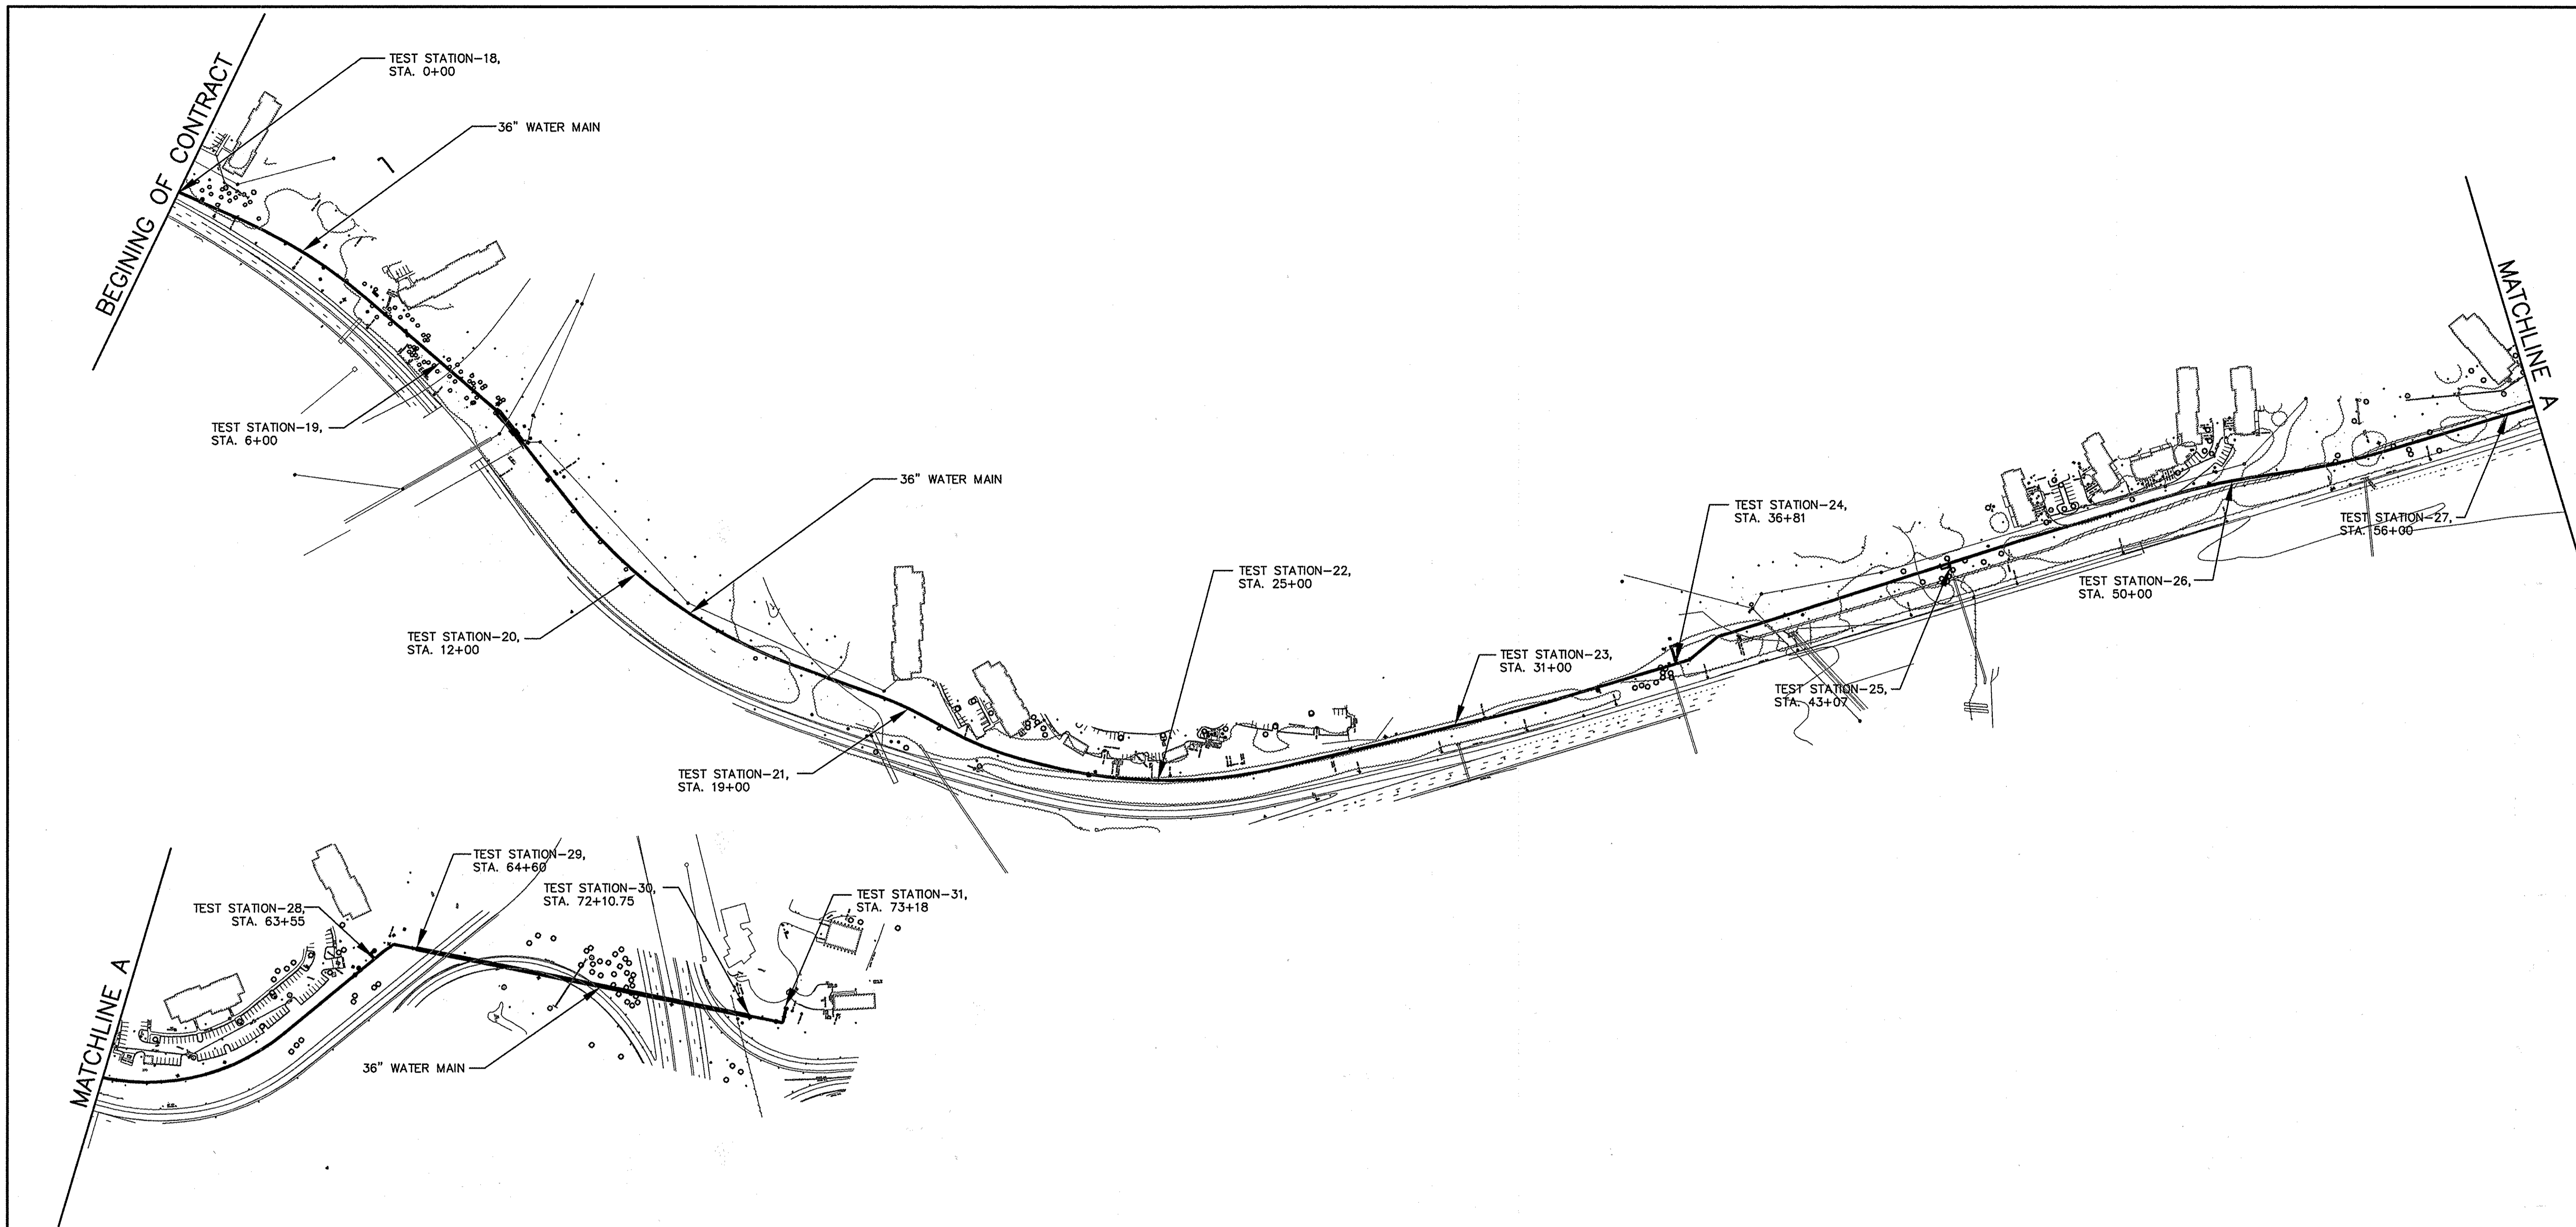 BEGINING OF CONTRACT
TEST STATION-18,
STA. 0+00
36" WATER MAIN
TEST STATION-19,
STA. 6+00
36" WATER MAIN
TEST STATION-20,
STA. 12+00
TEST STATION-21,
STA. 19+00
TEST STATION-22,
STA. 25+00
TEST STATION-23,
STA. 31+00
TEST STATION-24,
STA. 36+81
TEST STATION-25,
STA. 43+07
TEST STATION-26,
STA. 50+00
TEST STATION-27,
STA. 56+00
MATCHLINE A
MATCHLINE A
TEST STATION-28,
STA. 63+55
TEST STATION-29,
STA. 64+60
TEST STATION-30,
STA. 72+10.75
TEST STATION-31,
STA. 73+18
36" WATER MAIN